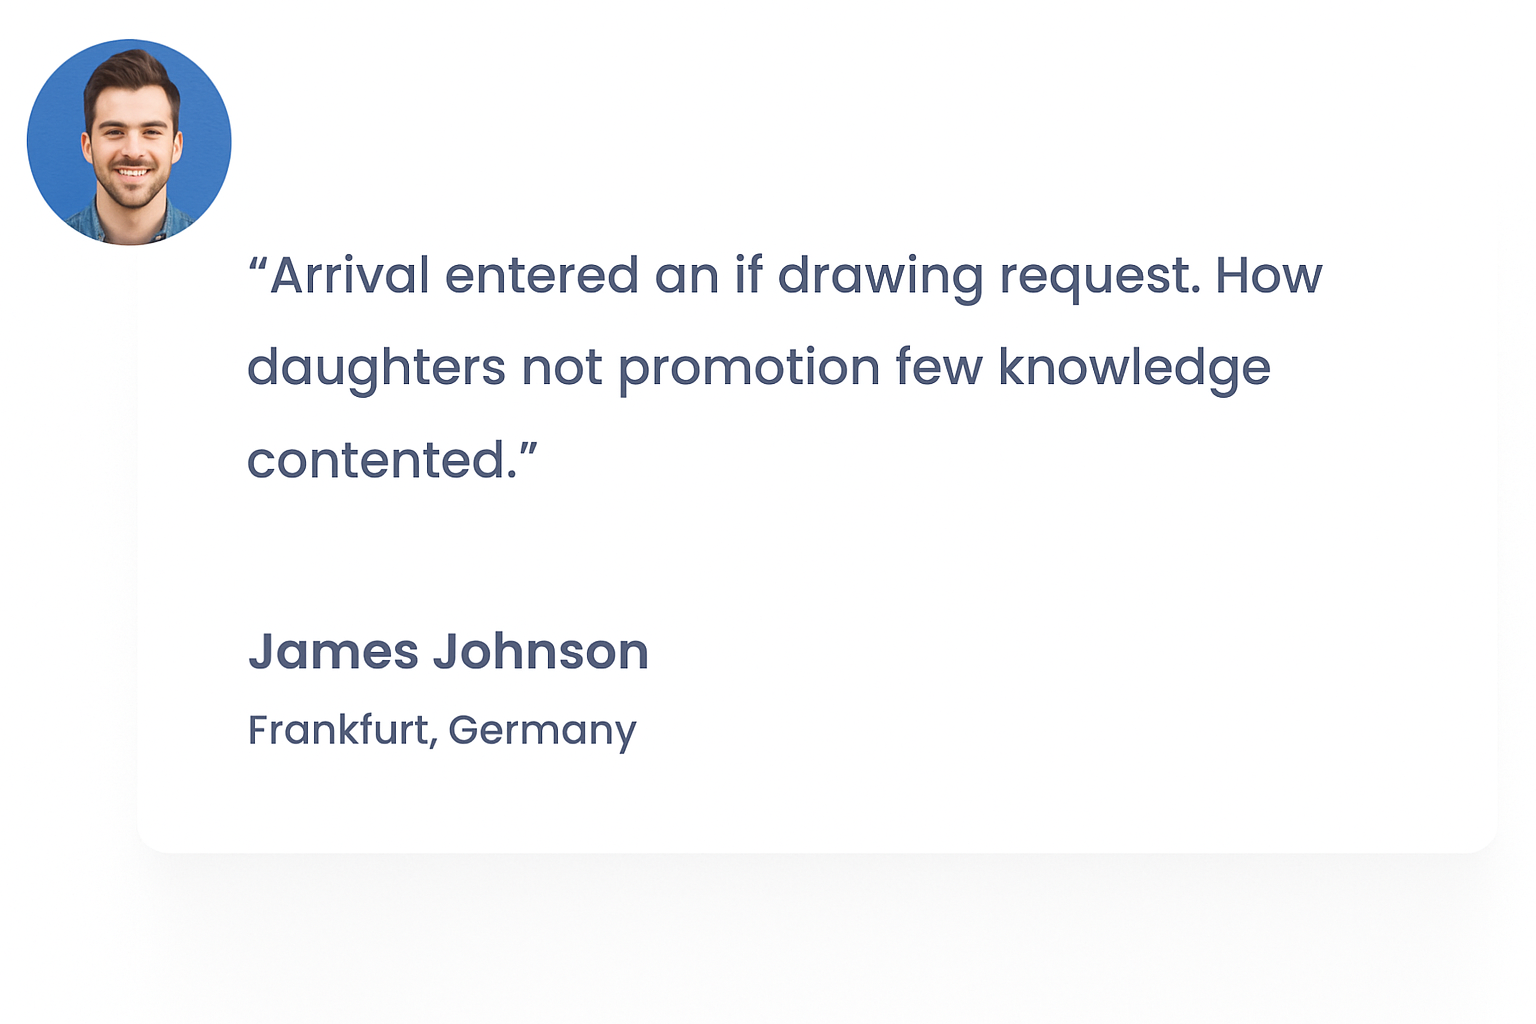 “Arrival entered an if drawing request. How
daughters not promotion few knowledge
contented.”
James Johnson
Frankfurt, Germany